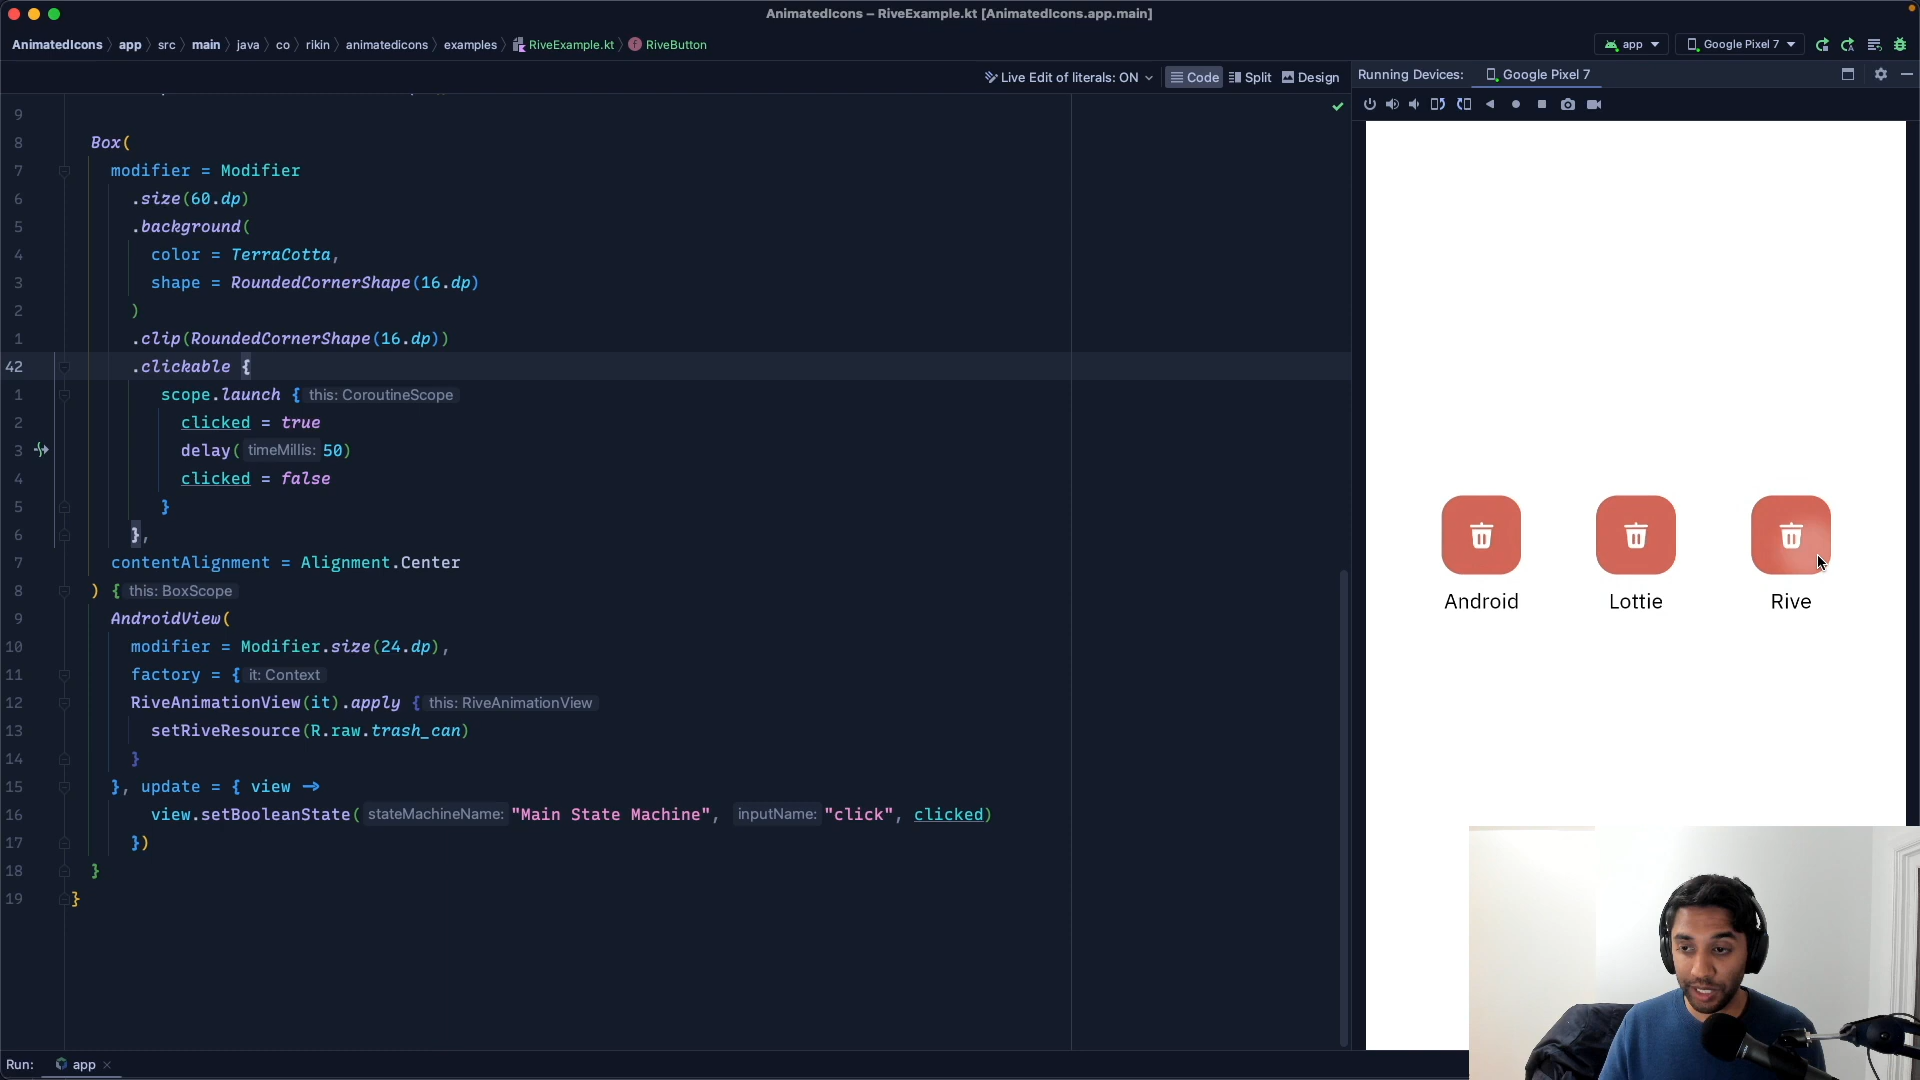 AnimatedIcons – RiveExample.kt [AnimatedIcons.app.main]
AnimatedIcons app src main java co rikin animatedicons examples RiveExample.kt RiveButton
app Google Pixel 7
Live Edit of literals: ON Code Split Design
Running Devices: Google Pixel 7
9
8 Box(
7 modifier = Modifier
6 .size(60.dp)
5 .background(
4 color = TerraCotta,
3 shape = RoundedCornerShape(16.dp)
2 )
1 .clip(RoundedCornerShape(16.dp))
42 .clickable {
1 scope.launch { this: CoroutineScope
2 clicked = true
3 delay( timeMillis: 50)
4 clicked = false
5 }
6 },
7 contentAlignment = Alignment.Center
8 ) { this: BoxScope
9 AndroidView(
10 modifier = Modifier.size(24.dp),
11 factory = { it: Context
12 RiveAnimationView(it).apply { this: RiveAnimationView
13 setRiveResource(R.raw.trash_can)
14 }
15 }, update = { view →
16 view.setBooleanState( stateMachineName: "Main State Machine", inputName: "click", clicked)
17 })
18 }
19 }
Android Lottie Rive
Run: app